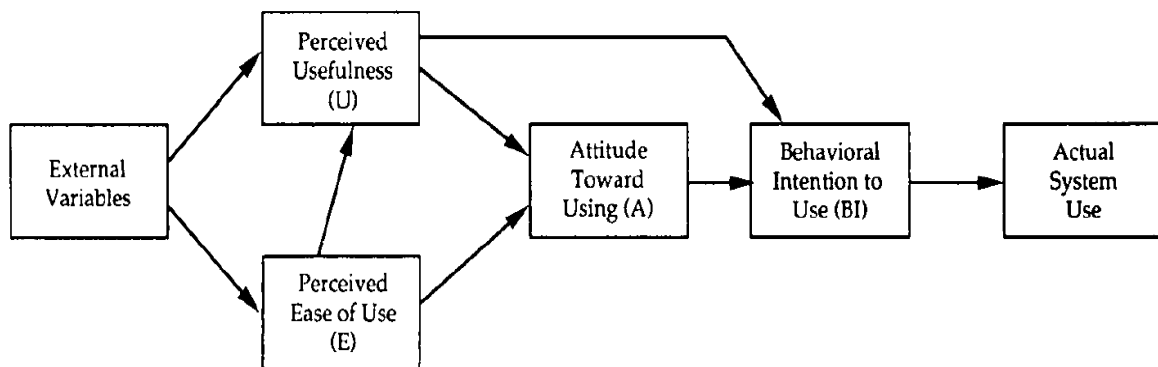 External
Variables
Perceived
Usefulness
(U)
Perceived
Ease of Use
(E)
Attitude
Toward
Using (A)
Behavioral
Intention to
Use (BI)
Actual
System
Use